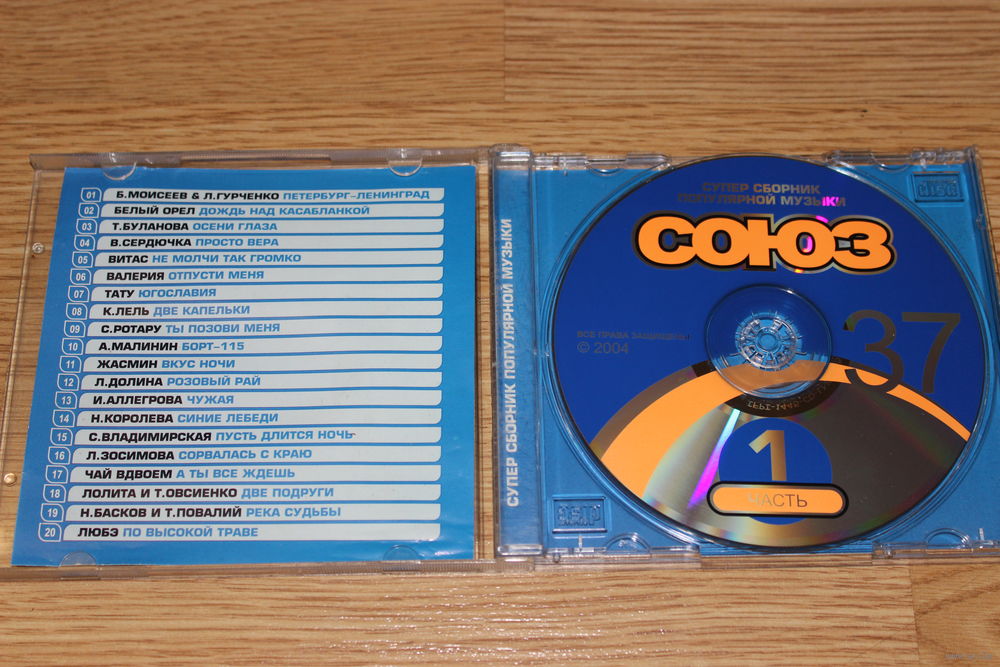 01 Б.МОИСЕЕВ & Л.ГУРЧЕНКО ПЕТЕРБУРГ-ЛЕНИНГРАД
02 БЕЛЫЙ ОРЕЛ ДОЖДЬ НАД КАСАБЛАНКОЙ
03 Т.БУЛАНОВА ОСЕНИ ГЛАЗА
04 В.СЕРДЮЧКА ПРОСТО ВЕРА
05 ВИТАС НЕ МОЛЧИ ТАК ГРОМКО
06 ВАЛЕРИЯ ОТПУСТИ МЕНЯ
07 ТАТУ ЮГОСЛАВИЯ
08 К.ЛЕЛЬ ДВЕ КАПЕЛЬКИ
09 С.РОТАРУ ТЫ ПОЗОВИ МЕНЯ
10 А.МАЛИНИН БОРТ-115
11 ЖАСМИН ВКУС НОЧИ
12 Л.ДОЛИНА РОЗОВЫЙ РАЙ
13 И.АЛЛЕГРОВА ЧУЖАЯ
14 Н.КОРОЛЕВА СИНИЕ ЛЕБЕДИ
15 С.ВЛАДИМИРСКАЯ ПУСТЬ ДЛИТСЯ НОЧЬ
16 Л.ЗОСИМОВА СОРВАЛАСЬ С КРАЮ
17 ЧАЙ ВДВОЕМ А ТЫ ВСЕ ЖДЕШЬ
18 ЛОЛИТА И Т.ОВСИЕНКО ДВЕ ПОДРУГИ
19 Н.БАСКОВ И Т.ПОВАЛИЙ РЕКА СУДЬБЫ
20 ЛЮБЭ ПО ВЫСОКОЙ ТРАВЕ
СУПЕР СБОРНИК ПОПУЛЯРНОЙ МУЗЫКИ
СУПЕР СБОРНИК
ПОПУЛЯРНОЙ МУЗЫКИ
СОЮЗ
37
ВСЕ ПРАВА ЗАЩИЩЕНЫ
© 2004
1
ЧАСТЬ
disc